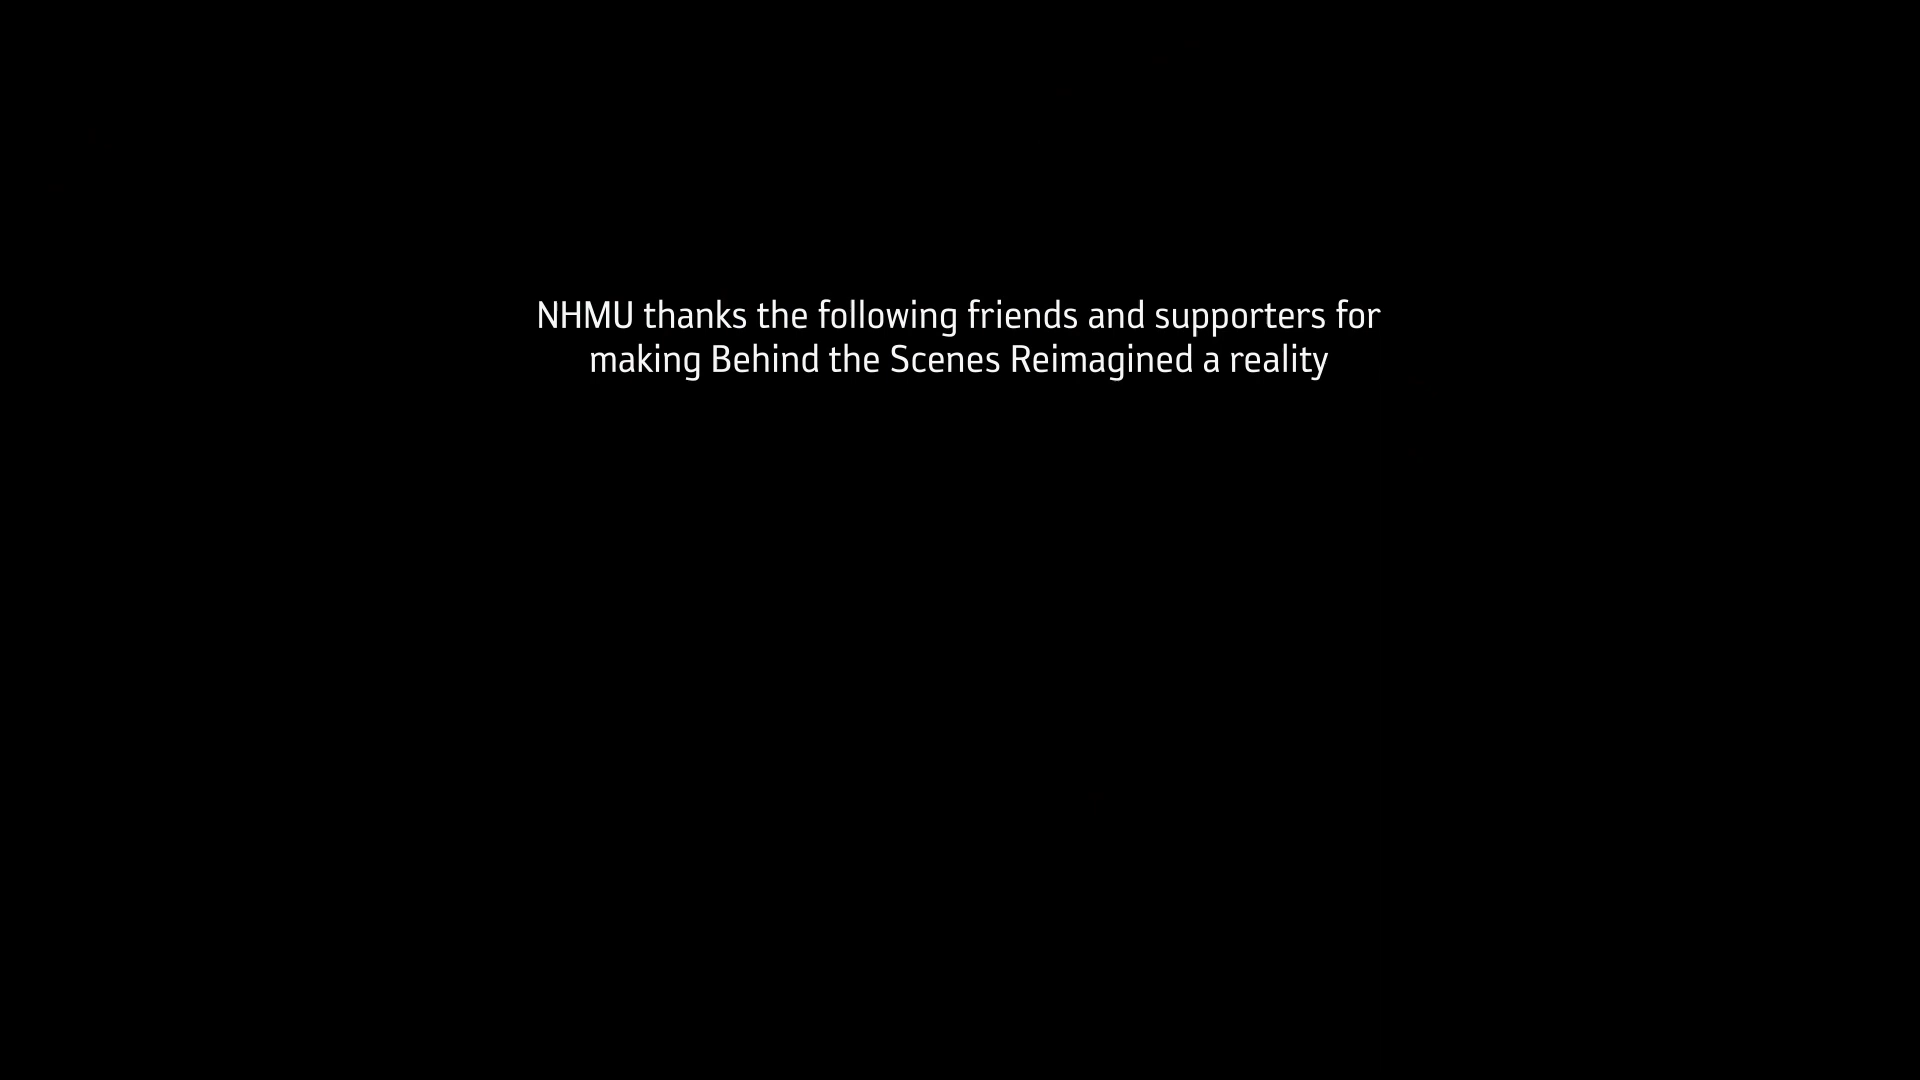 NHMU thanks the following friends and supporters for
making Behind the Scenes Reimagined a reality